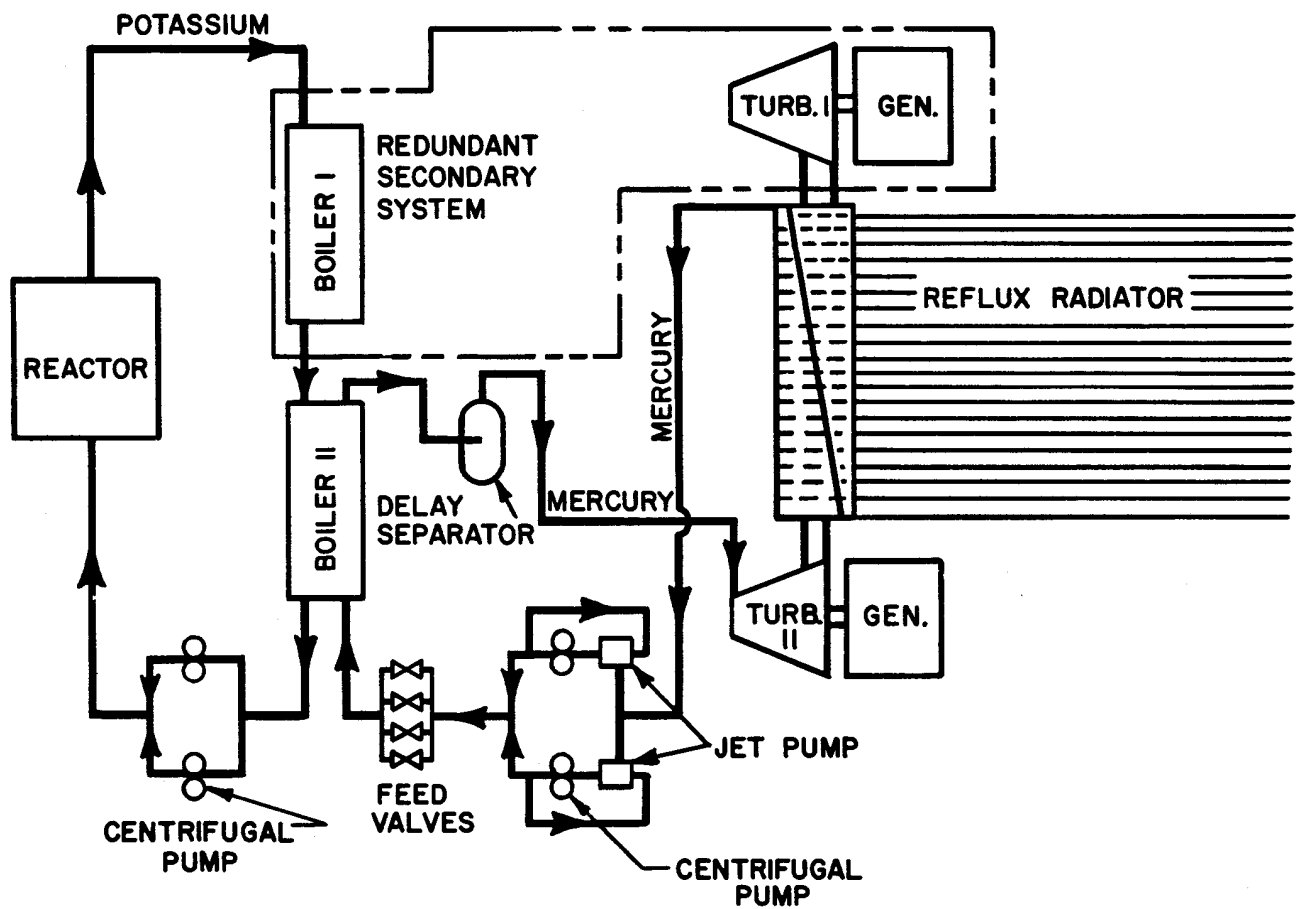 POTASSIUM
TURB. I
GEN.
REDUNDANT
SECONDARY
SYSTEM
BOILER I
REFLUX RADIATOR
REACTOR
MERCURY
BOILER II
DELAY
SEPARATOR
MERCURY
TURB.
II
GEN.
JET PUMP
FEED
VALVES
CENTRIFUGAL
PUMP
CENTRIFUGAL
PUMP